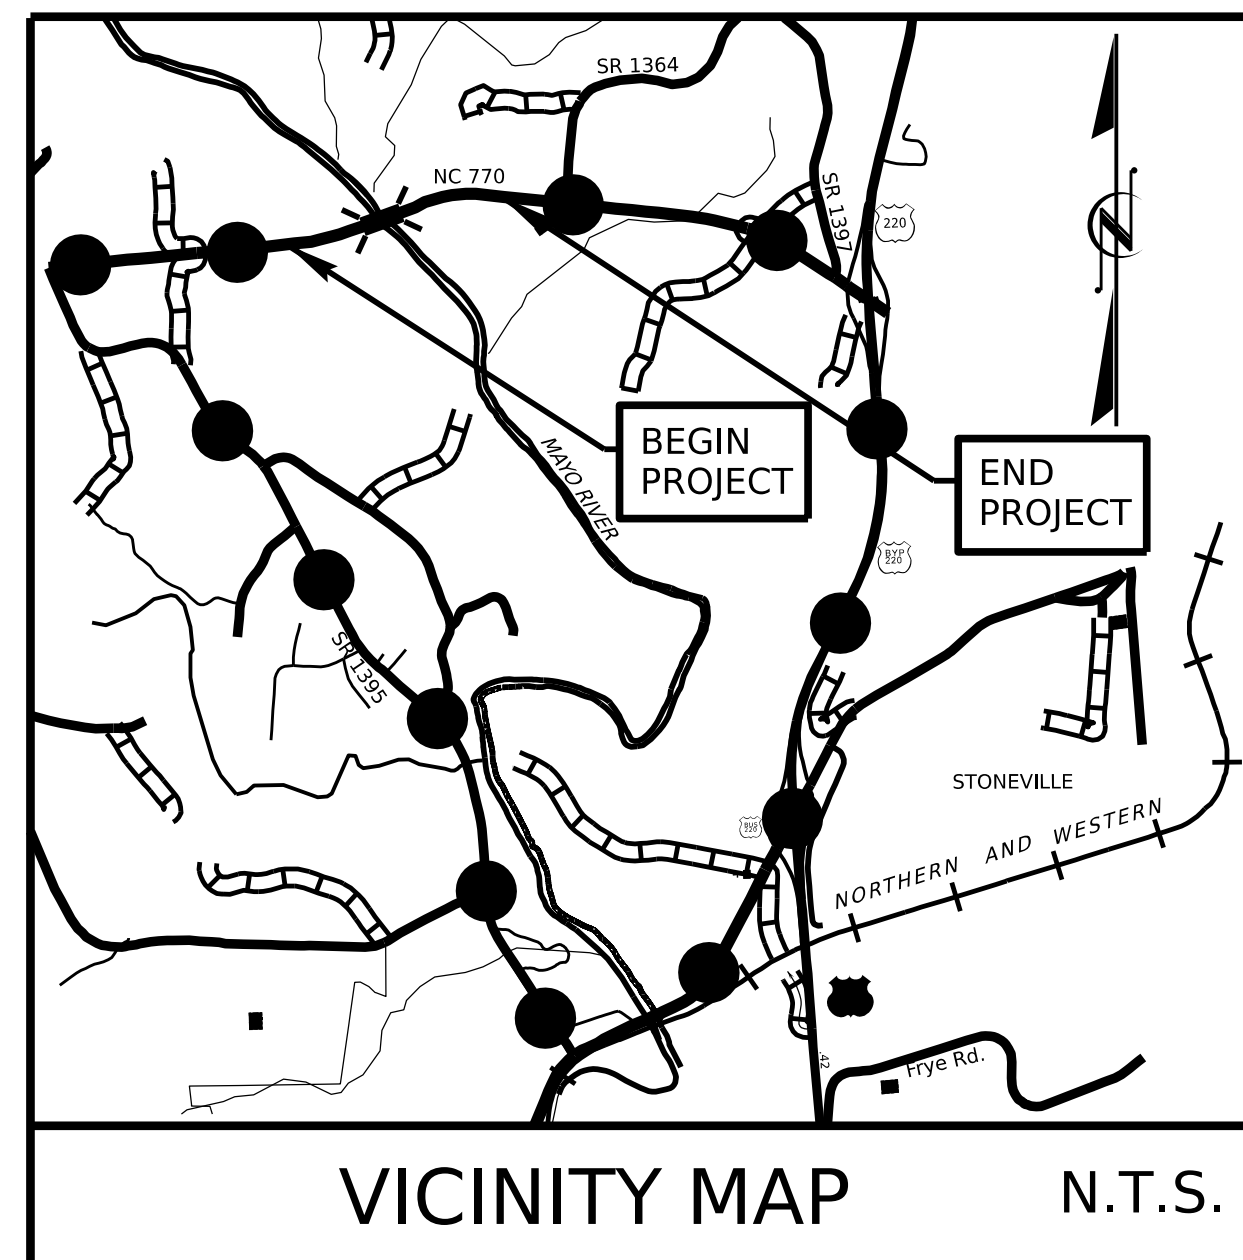 SR 1364
NC 770
SR 1397
220
BEGIN
PROJECT
END
PROJECT
MAYO RIVER
BYP
220
SR 1395
STONEVILLE
BUS
220
NORTHERN AND WESTERN
.42
Frye Rd.
VICINITY MAP
N.T.S.